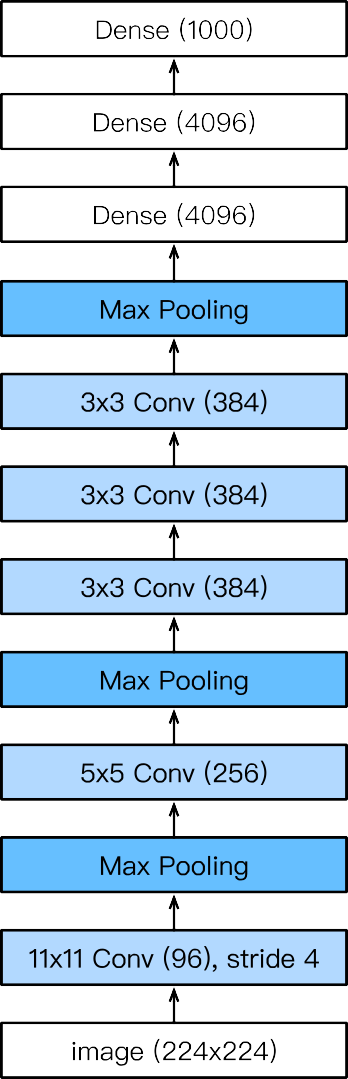 Dense (1000)
Dense (4096)
Dense (4096)
Max Pooling
3x3 Conv (384)
3x3 Conv (384)
3x3 Conv (384)
Max Pooling
5x5 Conv (256)
Max Pooling
11x11 Conv (96), stride 4
image (224x224)